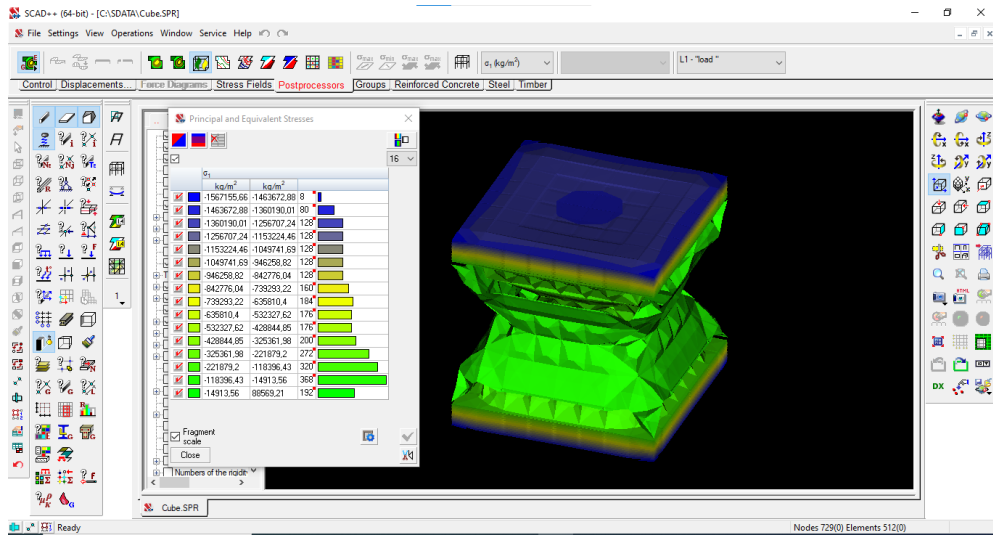 SCAD++ (64-bit) - [C:\SDATA\Cube.SPR]
File Settings View Operations Window Service Help
σ₁ (kg/m²)
L1 - "load "
Control Displacements... Force Diagrams Stress Fields Postprocessors Groups Reinforced Concrete Steel Timber
Principal and Equivalent Stresses
16
σ₁
kg/m² kg/m²
-1567155,66 -1463672,88 8
-1463672,88 -1360190,01 80
-1360190,01 -1256707,24 128
-1256707,24 -1153224,46 128
-1153224,46 -1049741,69 128
-1049741,69 -946258,82 128
-946258,82 -842776,04 128
-842776,04 -739293,22 160
-739293,22 -635810,4 184
-635810,4 -532327,62 176
-532327,62 -428844,85 176
-428844,85 -325361,98 200
-325361,98 -221879,2 272
-221879,2 -118396,43 320
-118396,43 -14913,56 368
-14913,56 88569,21 192
Fragment
scale
Close
Numbers of the rigidit
Cube.SPR
Ready
Nodes 729(0) Elements 512(0)